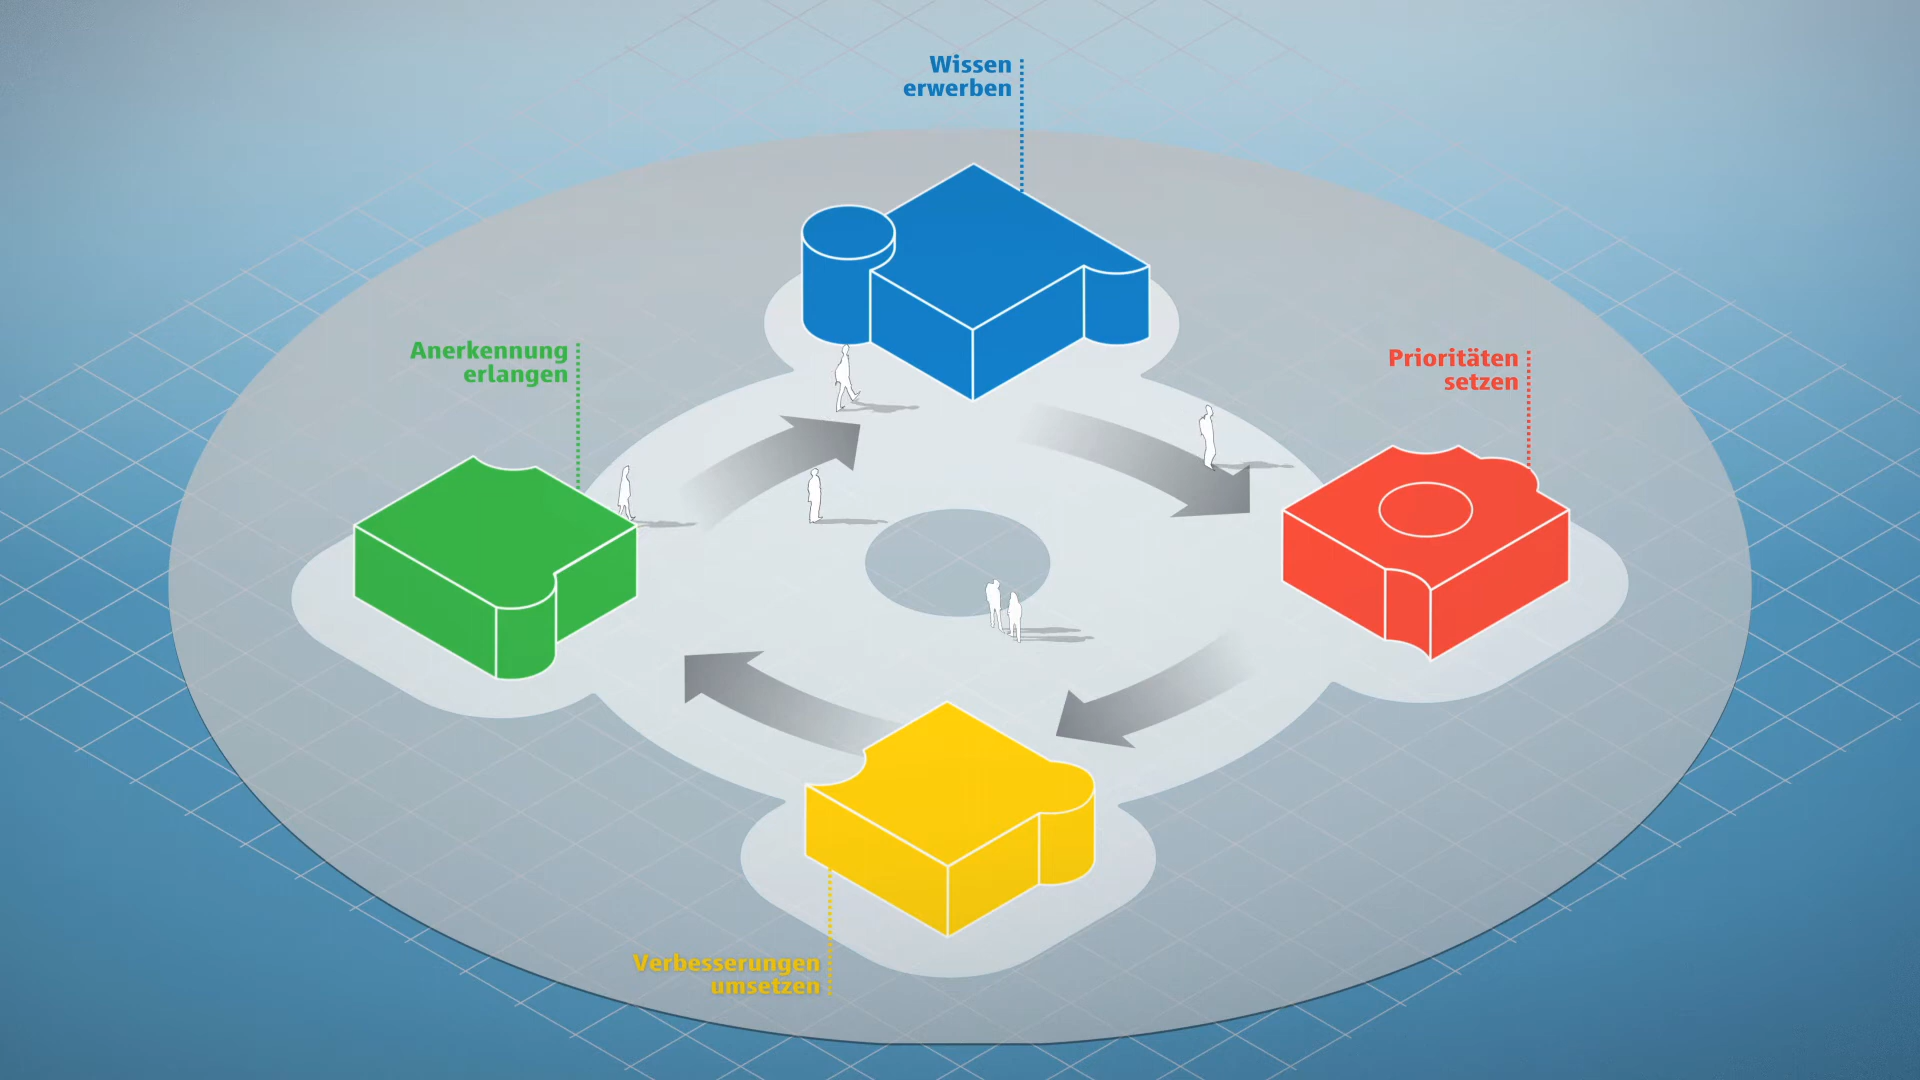 Wissen
erwerben
Anerkennung
erlangen
Prioritäten
setzen
Verbesserungen
umsetzen